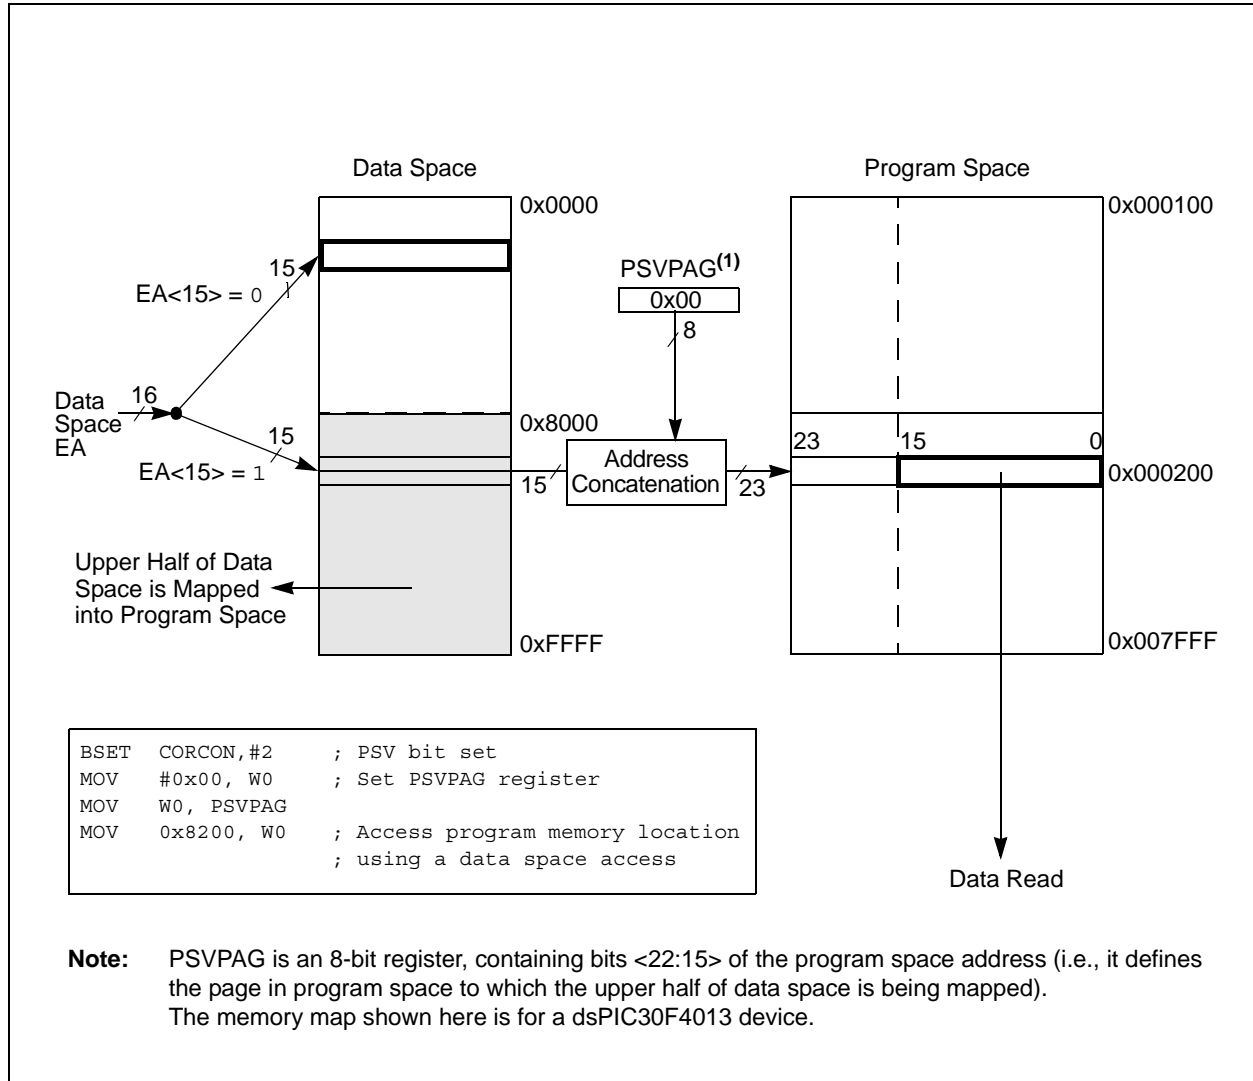 Data Space
Program Space
0x0000
0x000100
15
EA<15> = 0
PSVPAG(1)
0x00
8
16
Data
Space
EA
15
EA<15> = 1
0x8000
15
Address
Concatenation
23
23
15
0
0x000200
Upper Half of Data
Space is Mapped
into Program Space
0xFFFF
0x007FFF
BSET CORCON,#2 ; PSV bit set
MOV #0x00, W0 ; Set PSVPAG register
MOV W0, PSVPAG
MOV 0x8200, W0 ; Access program memory location
; using a data space access
Data Read
Note: PSVPAG is an 8-bit register, containing bits <22:15> of the program space address (i.e., it defines
the page in program space to which the upper half of data space is being mapped).
The memory map shown here is for a dsPIC30F4013 device.